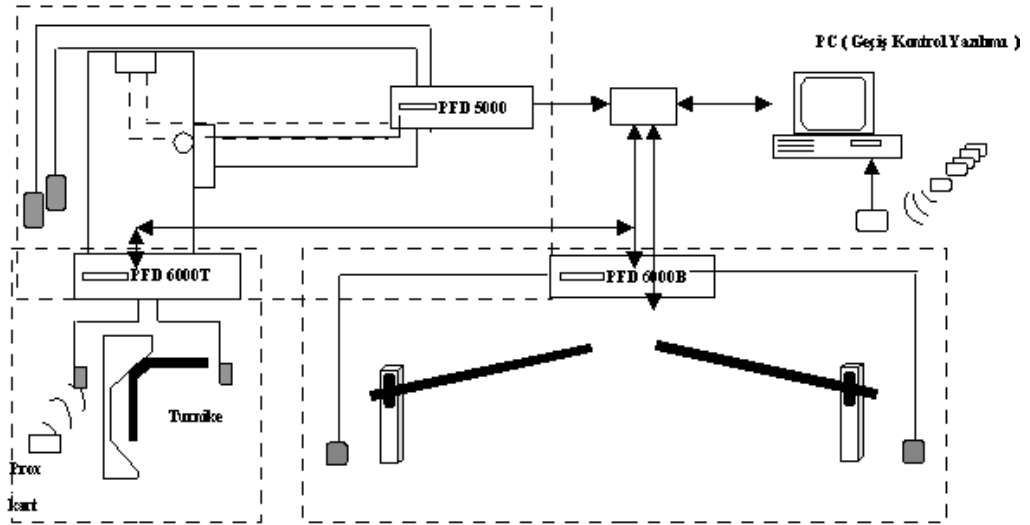 PC ( Geçiş Kontrol Yazılımı )
PFD 5000
PFD 6000T
PFD 6000B
Turnike
Prox
kart